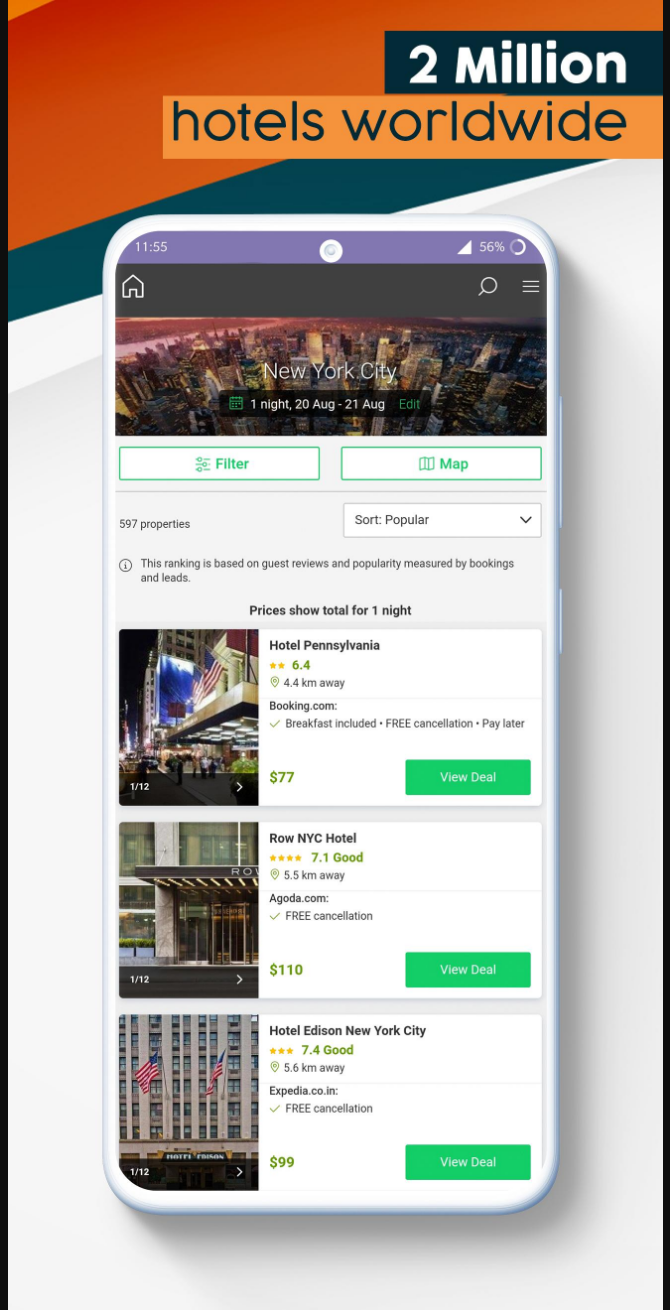 2 Million
hotels worldwide
11:55
56%
New York City
1 night, 20 Aug - 21 Aug Edit
Filter
Map
597 properties
Sort: Popular
This ranking is based on guest reviews and popularity measured by bookings
and leads.
Prices show total for 1 night
Hotel Pennsylvania
6.4
4.4 km away
Booking.com:
Breakfast included • FREE cancellation • Pay later
1/12
$77
View Deal
Row NYC Hotel
7.1 Good
5.5 km away
ROW
Agoda.com:
FREE cancellation
1/12
$110
View Deal
Hotel Edison New York City
7.4 Good
5.6 km away
Expedia.co.in:
FREE cancellation
HOTEL EDISON
1/12
$99
View Deal